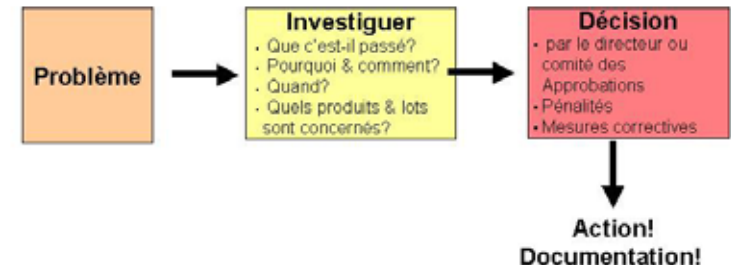 Problème
Investiguer
• Que c'est-il passé?
• Pourquoi & comment?
• Quand?
• Quels produits & lots
sont concernés?
Décision
• par le directeur ou
comité des
Approbations
• Pénalités
• Mesures correctives
Action!
Documentation!